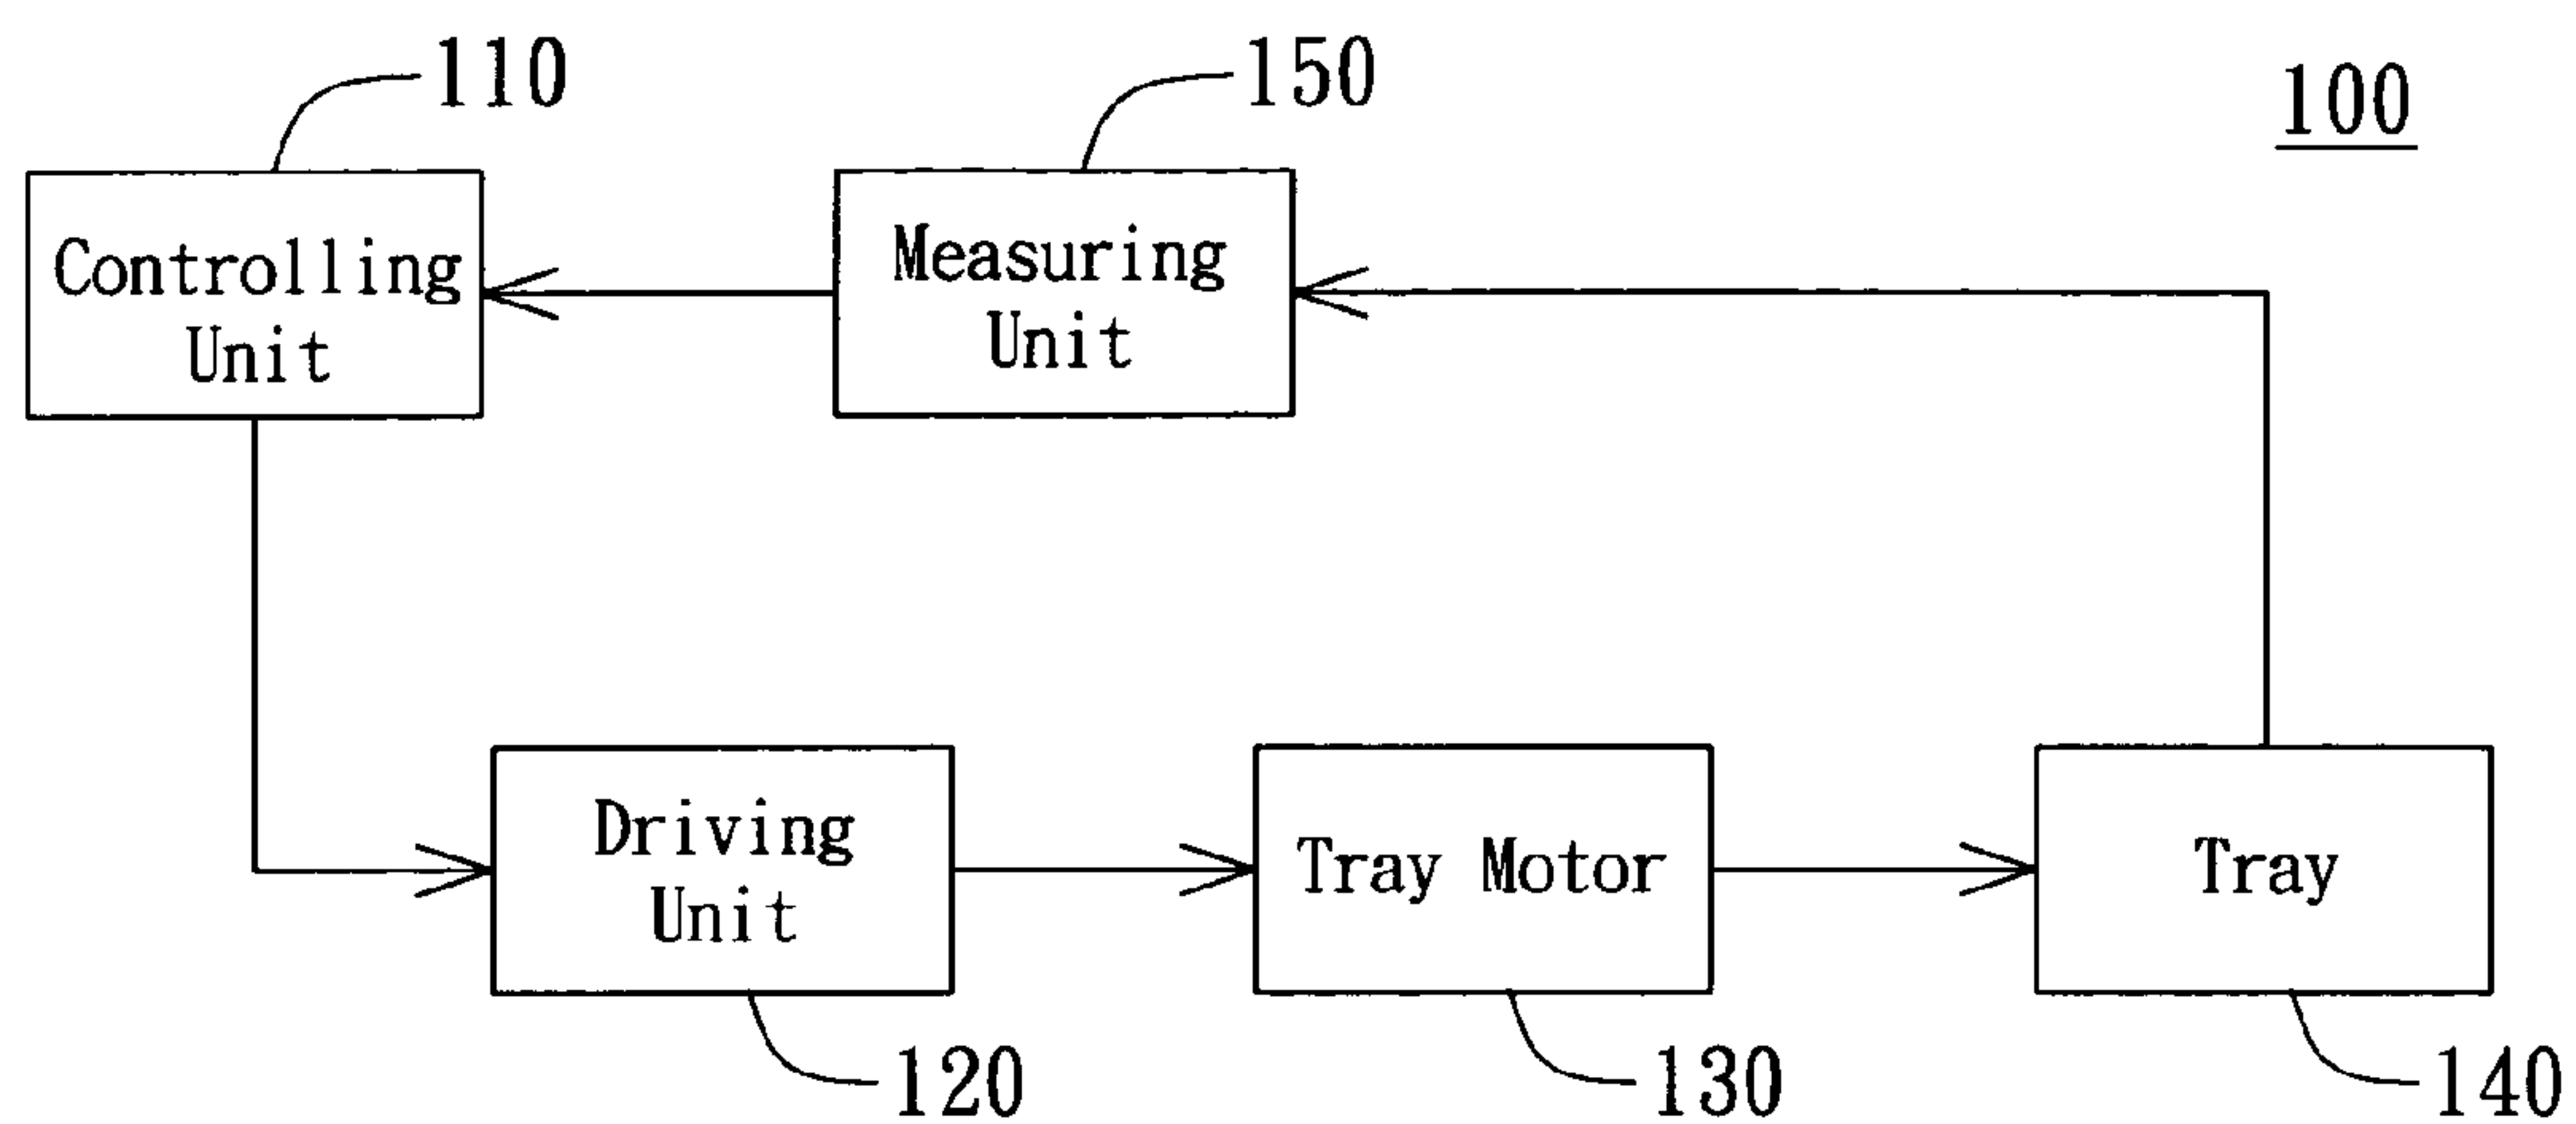 110
150
100
Controlling
Unit
Measuring
Unit
Driving
Unit
Tray Motor
Tray
120
130
140